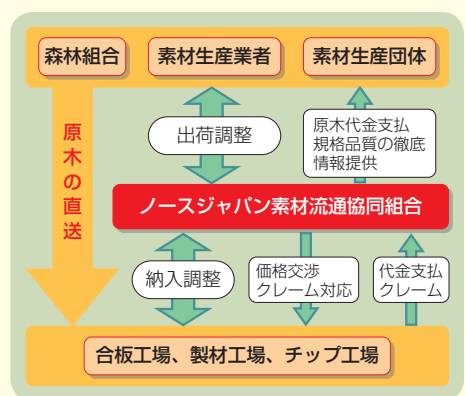 森林組合
素材生産業者
素材生産団体
原木の直送
出荷調整
原木代金支払
規格品質の徹底
情報提供
ノースジャパン素材流通協同組合
納入調整
価格交渉
クレーム対応
代金支払
クレーム
合板工場、製材工場、チップ工場